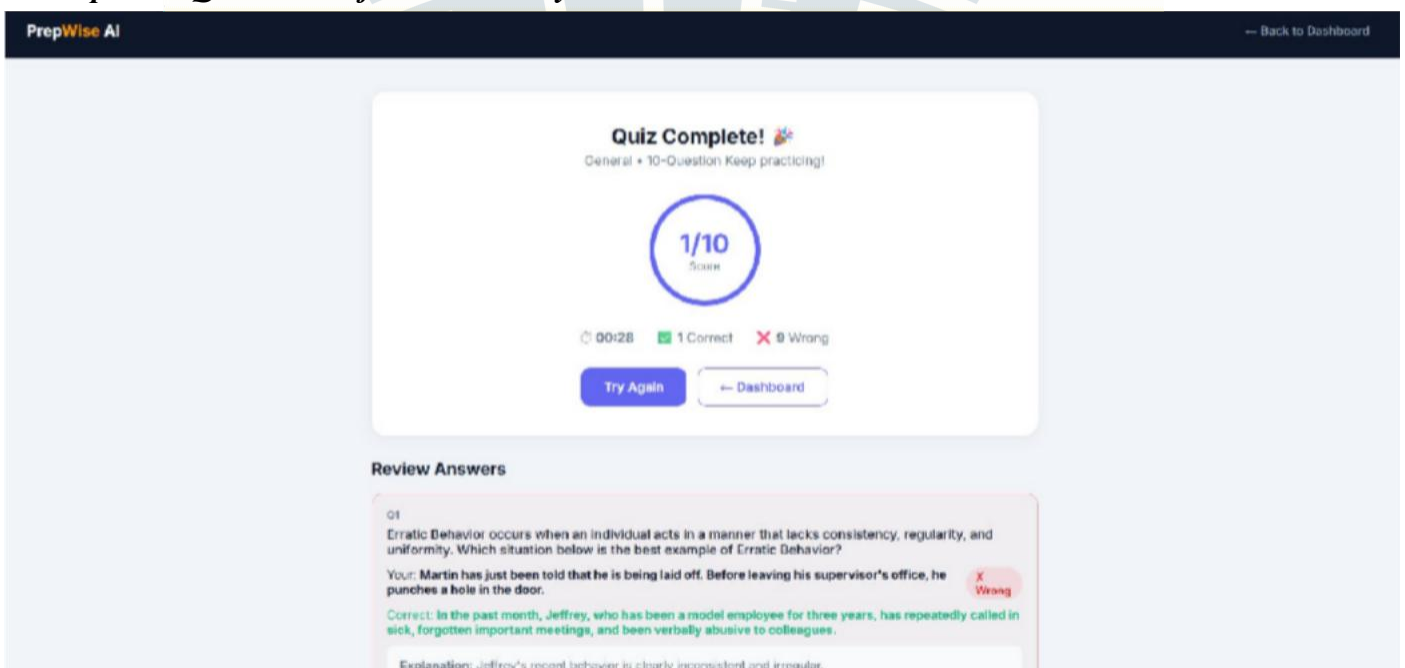 PrepWise AI
← Back to Dashboard
Quiz Complete! 🎉
General • 10-Question Keep practicing!
1/10
Score
00:28 1 Correct 9 Wrong
Try Again
← Dashboard
Review Answers
Q1
Erratic Behavior occurs when an individual acts in a manner that lacks consistency, regularity, and
uniformity. Which situation below is the best example of Erratic Behavior?
Your: Martin has just been told that he is being laid off. Before leaving his supervisor's office, he
punches a hole in the door.
X
Wrong
Correct: In the past month, Jeffrey, who has been a model employee for three years, has repeatedly called in
sick, forgotten important meetings, and been verbally abusive to colleagues.
Explanation: Jeffrey's recent behavior is clearly inconsistent and irregular.